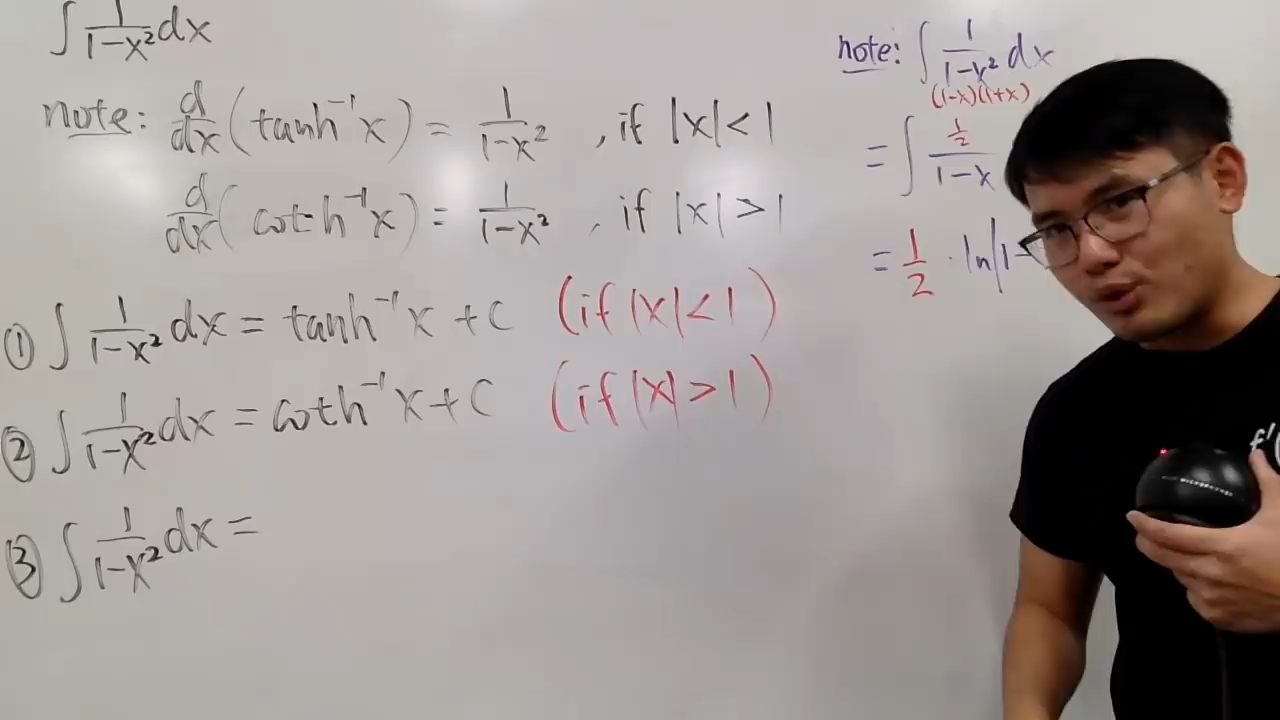 ∫ 1/(1-x²) dx
note: d/dx (tanh⁻¹x) = 1/(1-x²) , if |x|<1
d/dx (coth⁻¹x) = 1/(1-x²) , if |x|>1
① ∫ 1/(1-x²) dx = tanh⁻¹x + C (if |x|<1)
② ∫ 1/(1-x²) dx = coth⁻¹x + C (if |x|>1)
③ ∫ 1/(1-x²) dx =
note: ∫ 1/(1-x²) dx
(1-x)(1+x)
= ∫ ½/(1-x)
= 1/2 · ln|1-
f'(